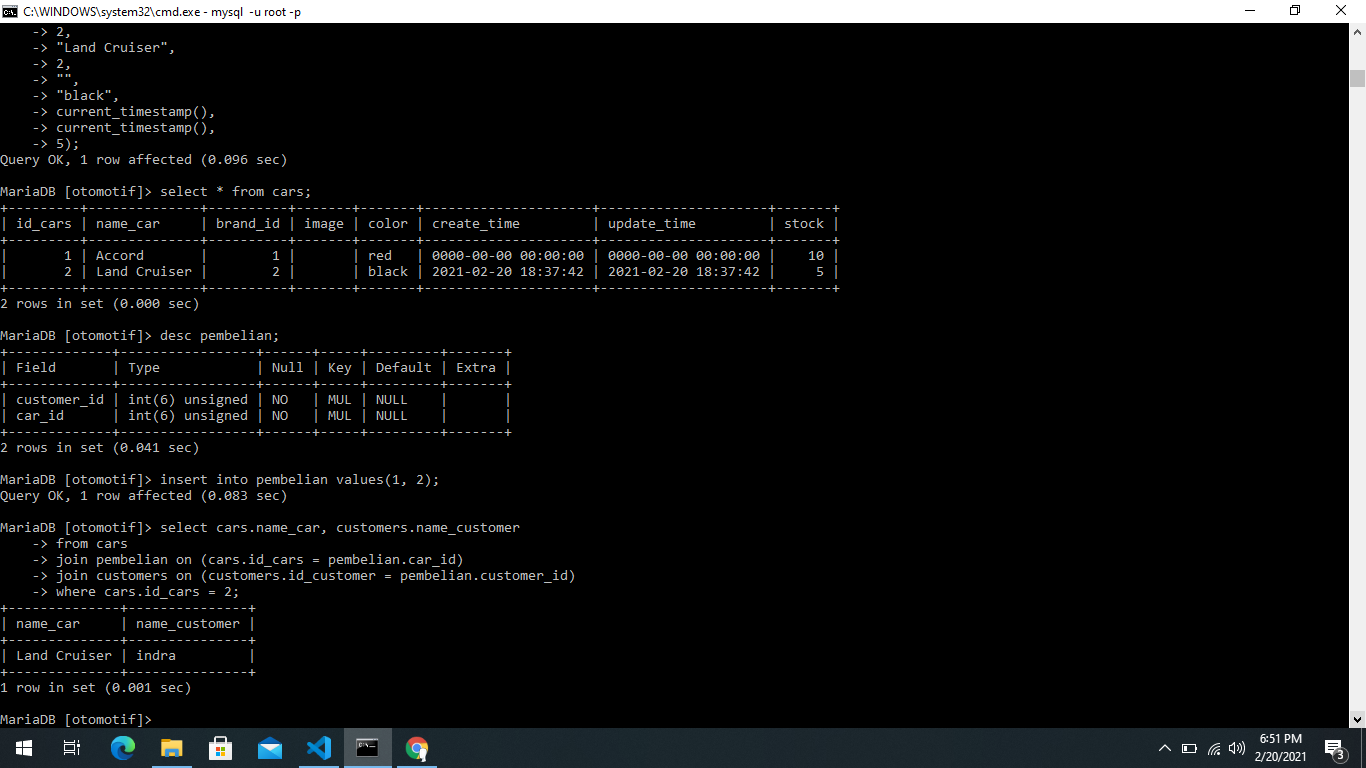 C:\WINDOWS\system32\cmd.exe - mysql  -u root -p
    -> 2,
    -> "Land Cruiser",
    -> 2,
    -> "",
    -> "black",
    -> current_timestamp(),
    -> current_timestamp(),
    -> 5);
Query OK, 1 row affected (0.096 sec)
MariaDB [otomotif]> select * from cars;
+---------+--------------+----------+-------+-------+---------------------+---------------------+-------+
| id_cars | name_car     | brand_id | image | color | create_time         | update_time         | stock |
+---------+--------------+----------+-------+-------+---------------------+---------------------+-------+
|       1 | Accord       |        1 |       | red   | 0000-00-00 00:00:00 | 0000-00-00 00:00:00 |    10 |
|       2 | Land Cruiser |        2 |       | black | 2021-02-20 18:37:42 | 2021-02-20 18:37:42 |     5 |
+---------+--------------+----------+-------+-------+---------------------+---------------------+-------+
2 rows in set (0.000 sec)
MariaDB [otomotif]> desc pembelian;
+-------------+-----------------+------+-----+---------+-------+
| Field       | Type            | Null | Key | Default | Extra |
+-------------+-----------------+------+-----+---------+-------+
| customer_id | int(6) unsigned | NO   | MUL | NULL    |       |
| car_id      | int(6) unsigned | NO   | MUL | NULL    |       |
+-------------+-----------------+------+-----+---------+-------+
2 rows in set (0.041 sec)
MariaDB [otomotif]> insert into pembelian values(1, 2);
Query OK, 1 row affected (0.083 sec)
MariaDB [otomotif]> select cars.name_car, customers.name_customer
    -> from cars
    -> join pembelian on (cars.id_cars = pembelian.car_id)
    -> join customers on (customers.id_customer = pembelian.customer_id)
    -> where cars.id_cars = 2;
+--------------+---------------+
| name_car     | name_customer |
+--------------+---------------+
| Land Cruiser | indra         |
+--------------+---------------+
1 row in set (0.001 sec)
MariaDB [otomotif]>
6:51 PM
2/20/2021
3